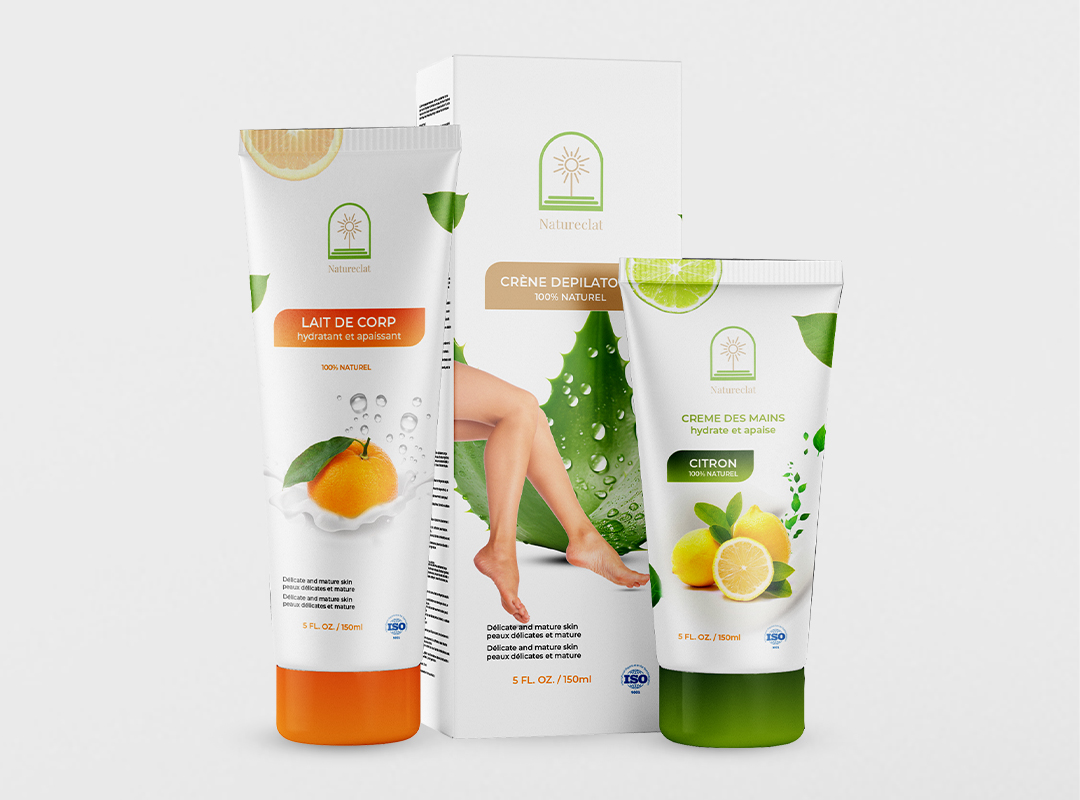 Natureclat
LAIT DE CORP
hydratant et apaissant
100% NATUREL
Délicate and mature skin
peaux délicates et mature
Délicate and mature skin
peaux délicates et mature
5 FL. OZ. / 150ml
ISO
Natureclat
CRÈNE DEPILATO
100% NATUREL
Délicate and mature skin
peaux délicates et mature
Délicate and mature skin
peaux délicates et mature
5 FL. OZ. / 150ml
ISO
9001
Natureclat
CREME DES MAINS
hydrate et apaise
CITRON
100% NATUREL
5 FL. OZ. / 150ml
ISO